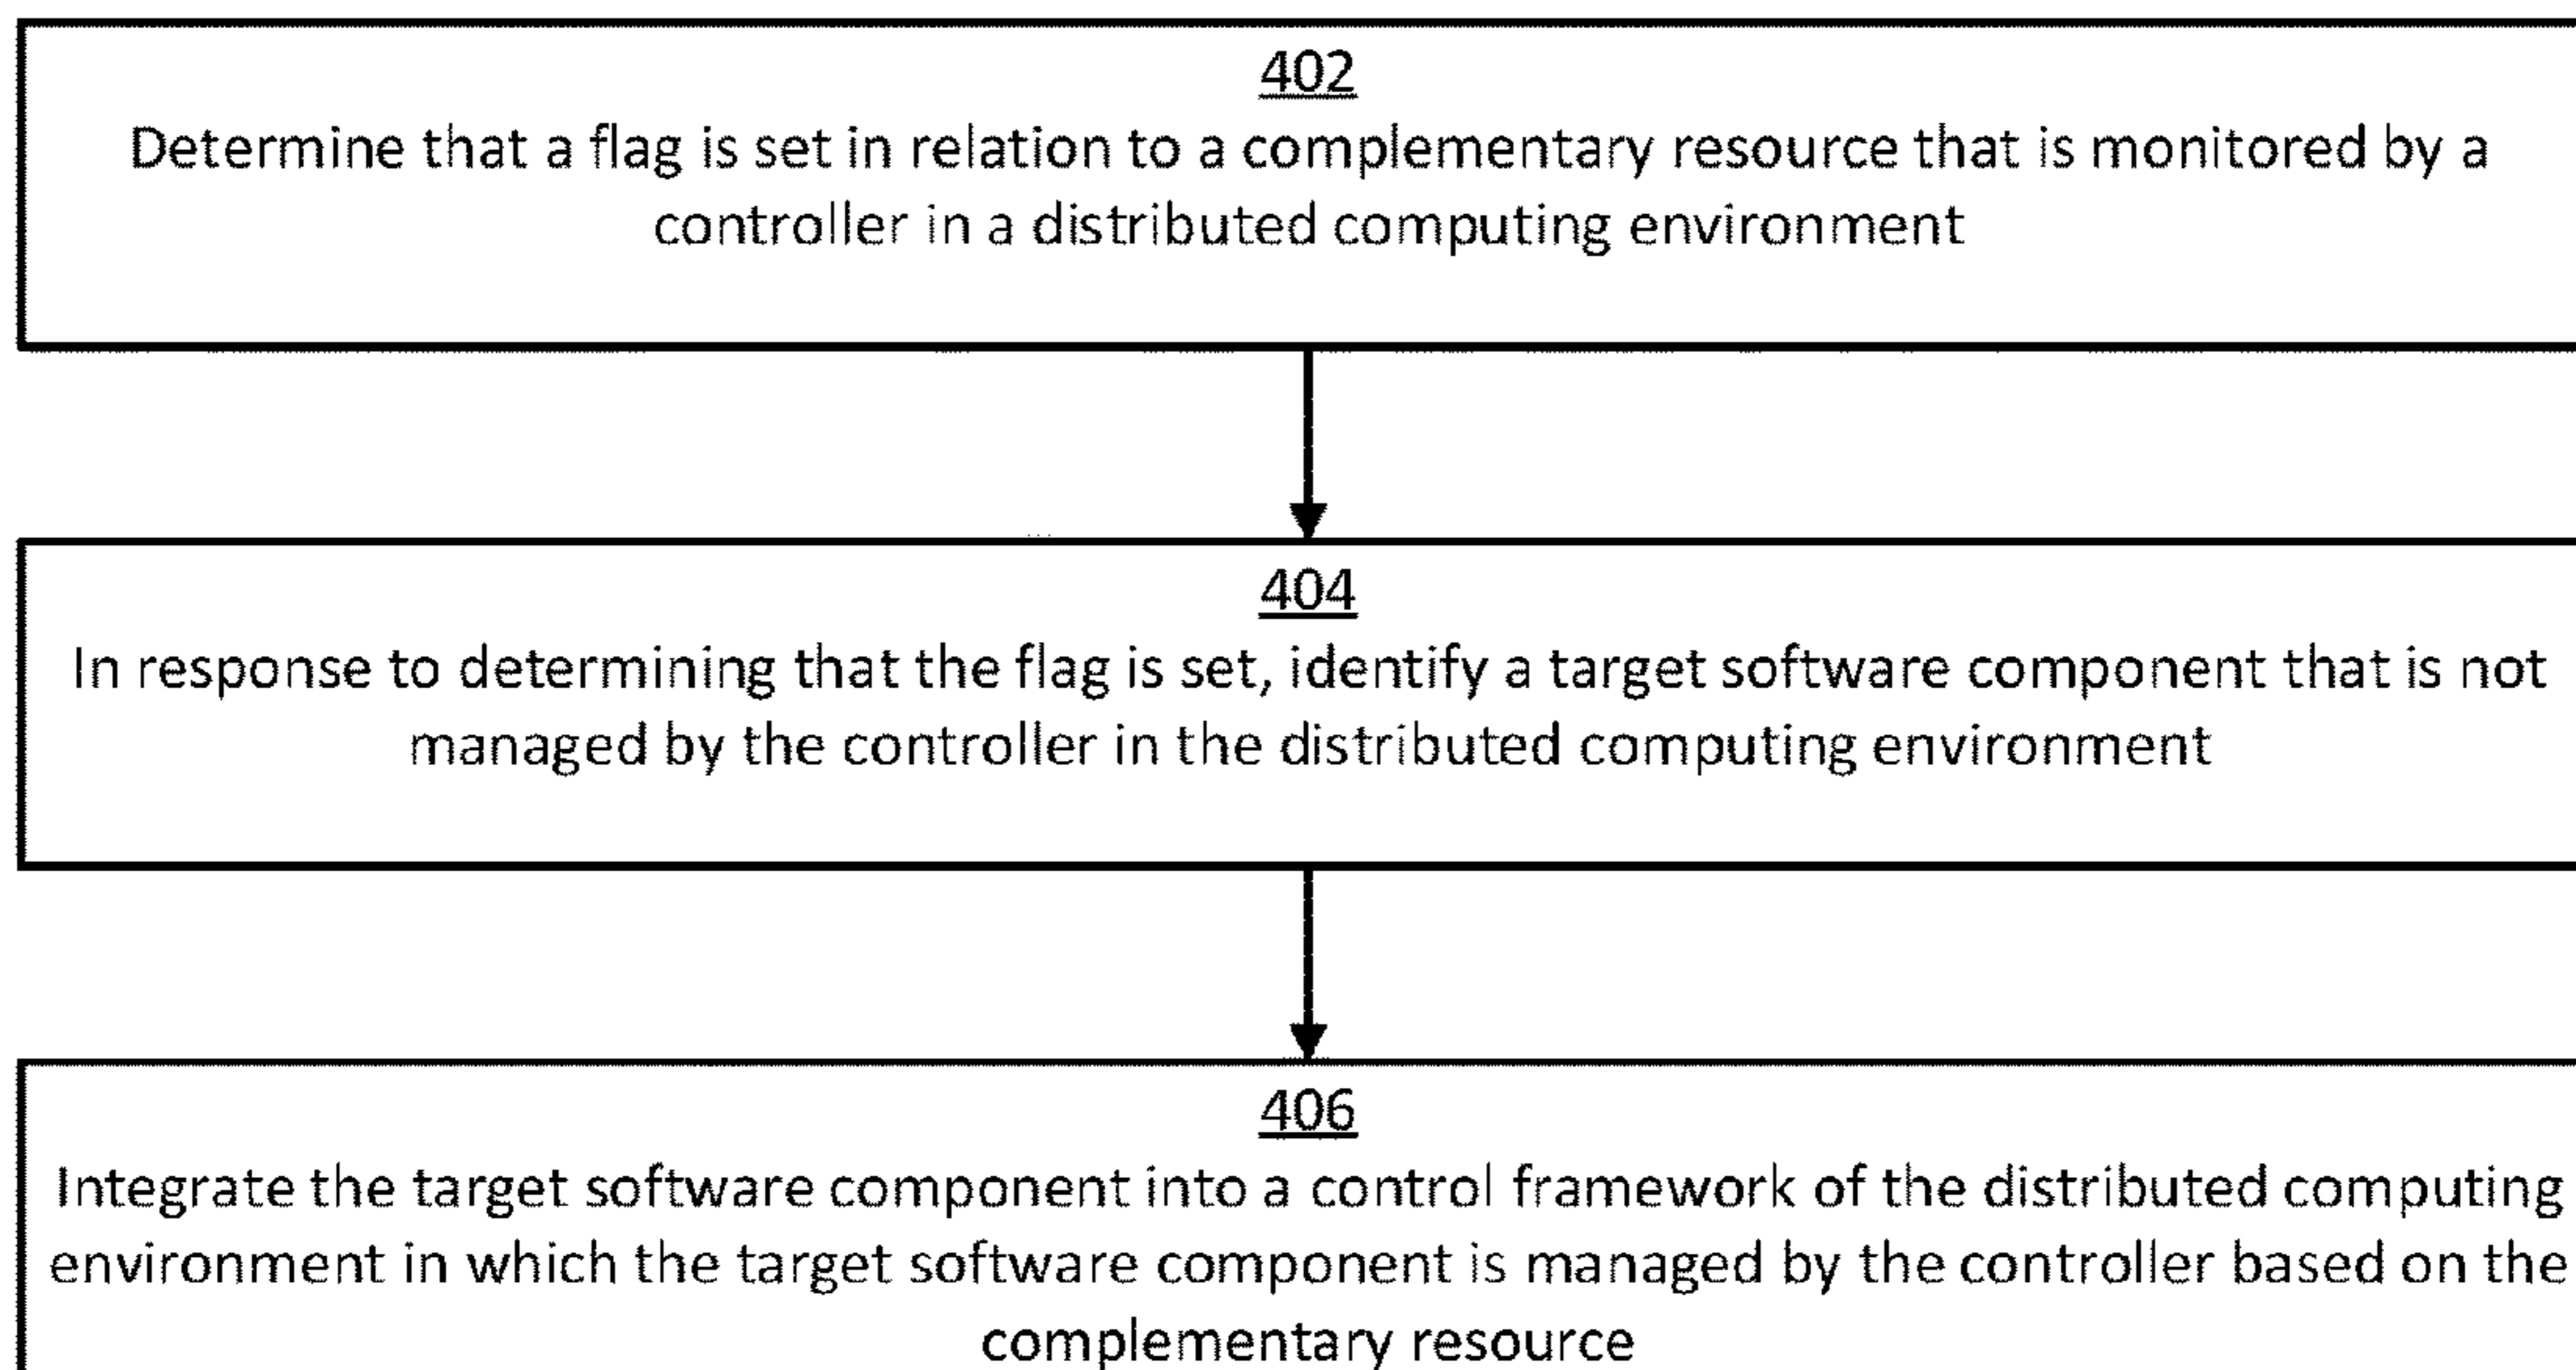 402
Determine that a flag is set in relation to a complementary resource that is monitored by a
controller in a distributed computing environment
404
In response to determining that the flag is set, identify a target software component that is not
managed by the controller in the distributed computing environment
406
Integrate the target software component into a control framework of the distributed computing
environment in which the target software component is managed by the controller based on the
complementary resource